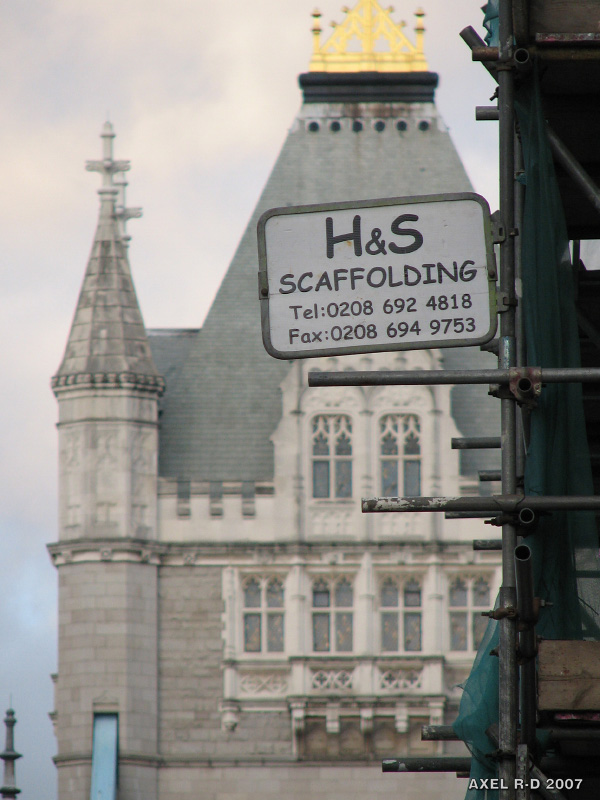 H&S
SCAFFOLDING
Tel:0208 692 4818
Fax:0208 694 9753
AXEL R-D 2007